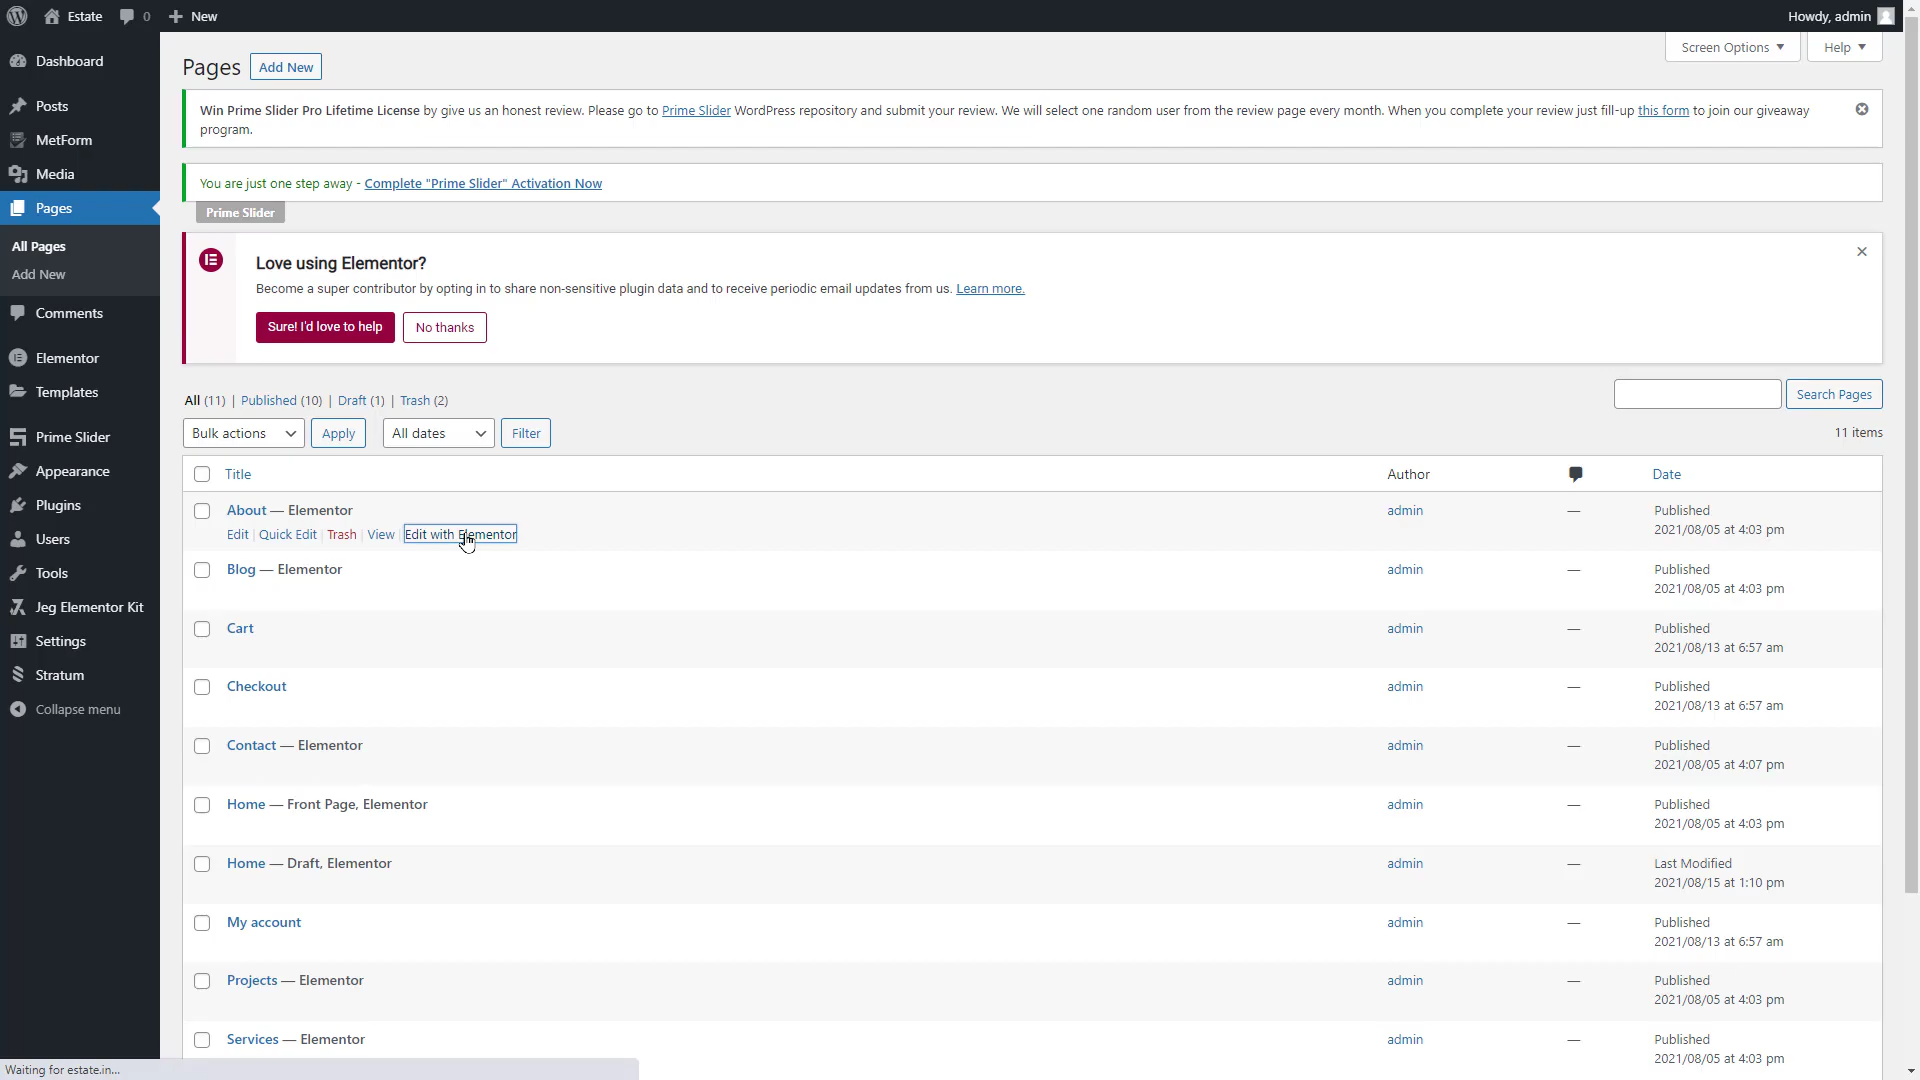 Estate
0
New
Howdy, admin
Dashboard
Posts
MetForm
Media
Pages
All Pages
Add New
Comments
Elementor
Templates
Prime Slider
Appearance
Plugins
Users
Tools
Jeg Elementor Kit
Settings
Stratum
Collapse menu
Screen Options
Help
Pages
Add New
Win Prime Slider Pro Lifetime License by give us an honest review. Please go to Prime Slider WordPress repository and submit your review. We will select one random user from the review page every month. When you complete your review just fill-up this form to join our giveaway
program.
You are just one step away - Complete "Prime Slider" Activation Now
Prime Slider
Love using Elementor?
Become a super contributor by opting in to share non-sensitive plugin data and to receive periodic email updates from us. Learn more.
Sure! I'd love to help
No thanks
All (11) | Published (10) | Draft (1) | Trash (2)
Search Pages
Bulk actions
Apply
All dates
Filter
11 items
Title
Author
Date
About — Elementor
admin
—
Published
2021/08/05 at 4:03 pm
Edit | Quick Edit | Trash | View | Edit with Elementor
Blog — Elementor
admin
—
Published
2021/08/05 at 4:03 pm
Cart
admin
—
Published
2021/08/13 at 6:57 am
Checkout
admin
—
Published
2021/08/13 at 6:57 am
Contact — Elementor
admin
—
Published
2021/08/05 at 4:07 pm
Home — Front Page, Elementor
admin
—
Published
2021/08/05 at 4:03 pm
Home — Draft, Elementor
admin
—
Last Modified
2021/08/15 at 1:10 pm
My account
admin
—
Published
2021/08/13 at 6:57 am
Projects — Elementor
admin
—
Published
2021/08/05 at 4:03 pm
Services — Elementor
admin
—
Published
2021/08/05 at 4:03 pm
Waiting for estate.in...